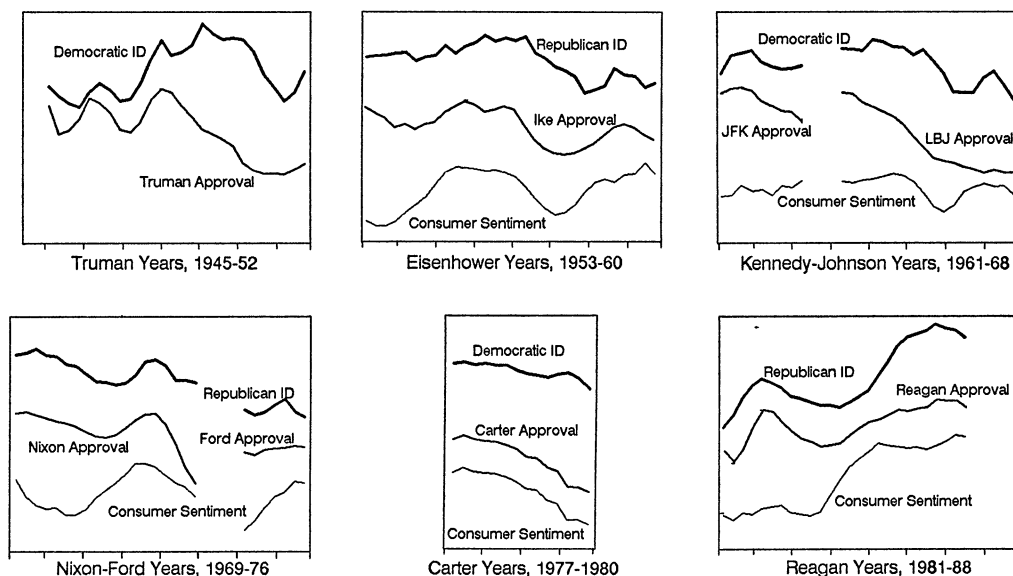 Democratic ID
Truman Approval
Truman Years, 1945-52
Republican ID
Ike Approval
Consumer Sentiment
Eisenhower Years, 1953-60
Democratic ID
JFK Approval
LBJ Approval
Consumer Sentiment
Kennedy-Johnson Years, 1961-68
Republican ID
Nixon Approval
Ford Approval
Consumer Sentiment
Nixon-Ford Years, 1969-76
Democratic ID
Carter Approval
Consumer Sentiment
Carter Years, 1977-1980
Republican ID
Reagan Approval
Consumer Sentiment
Reagan Years, 1981-88